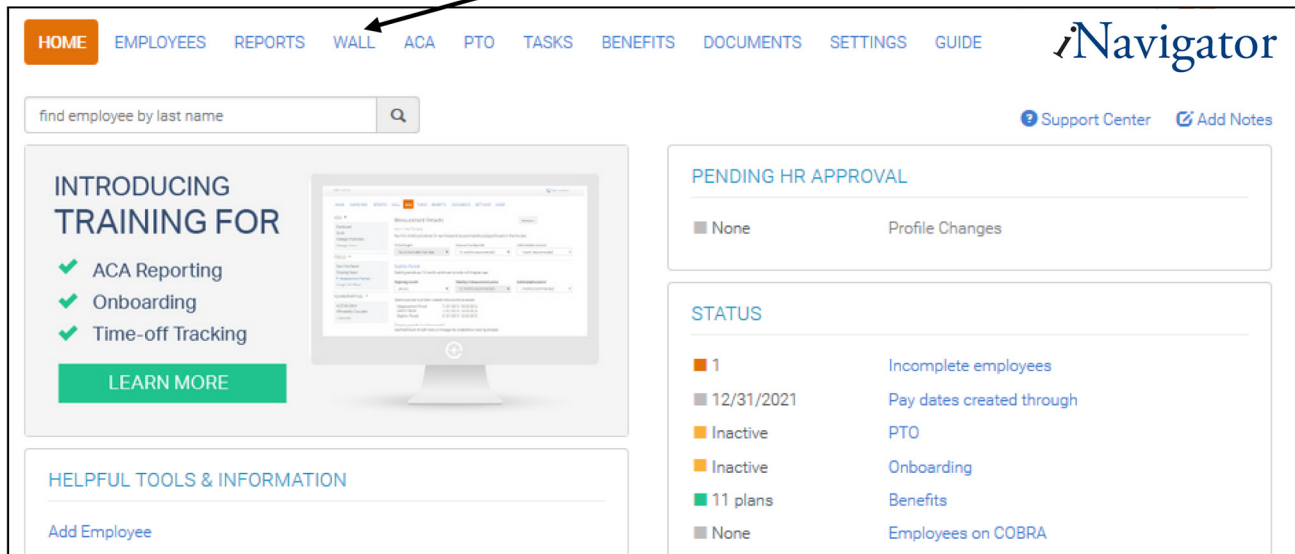 HOME EMPLOYEES REPORTS WALL ACA PTO TASKS BENEFITS DOCUMENTS SETTINGS GUIDE iNavigator
find employee by last name
Support Center Add Notes
INTRODUCING
TRAINING FOR
ACA Reporting
Onboarding
Time-off Tracking
LEARN MORE
HELPFUL TOOLS & INFORMATION
Add Employee
PENDING HR APPROVAL
None Profile Changes
STATUS
1 Incomplete employees
12/31/2021 Pay dates created through
Inactive PTO
Inactive Onboarding
11 plans Benefits
None Employees on COBRA